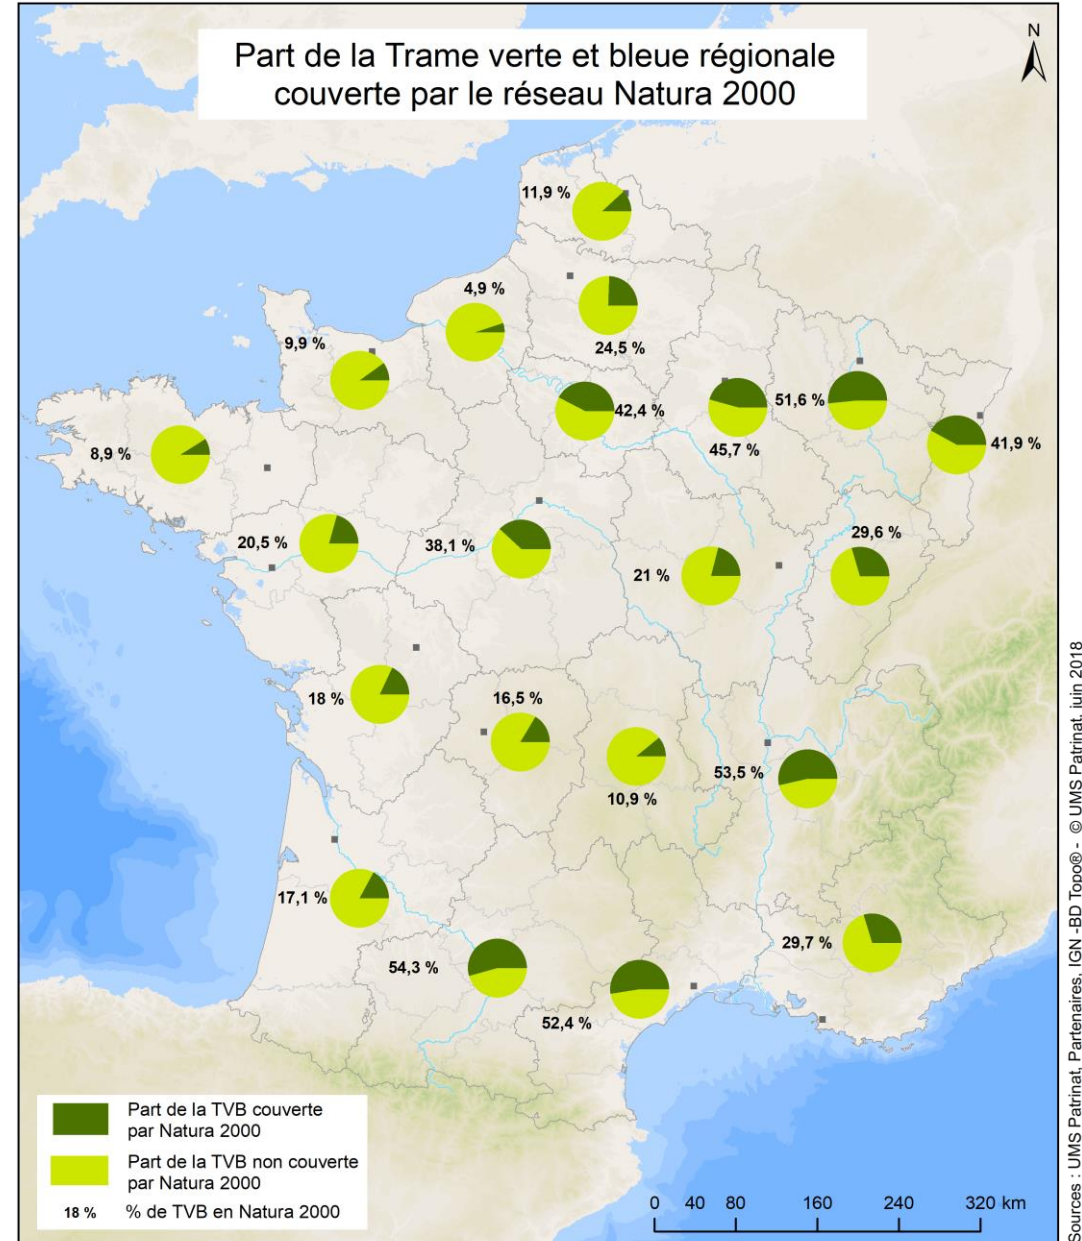 N
Part de la Trame verte et bleue régionale
couverte par le réseau Natura 2000
11,9 %
4,9 %
24,5 %
9,9 %
42,4 %
45,7 %
51,6 %
41,9 %
8,9 %
20,5 %
38,1 %
21 %
29,6 %
18 %
16,5 %
10,9 %
53,5 %
17,1 %
54,3 %
52,4 %
29,7 %
Part de la TVB couverte
par Natura 2000
Part de la TVB non couverte
par Natura 2000
18 % % de TVB en Natura 2000
0 40 80 160 240 320 km
Sources : UMS Patrinat, Partenaires, IGN -BD Topo® - © UMS Patrinat, juin 2018